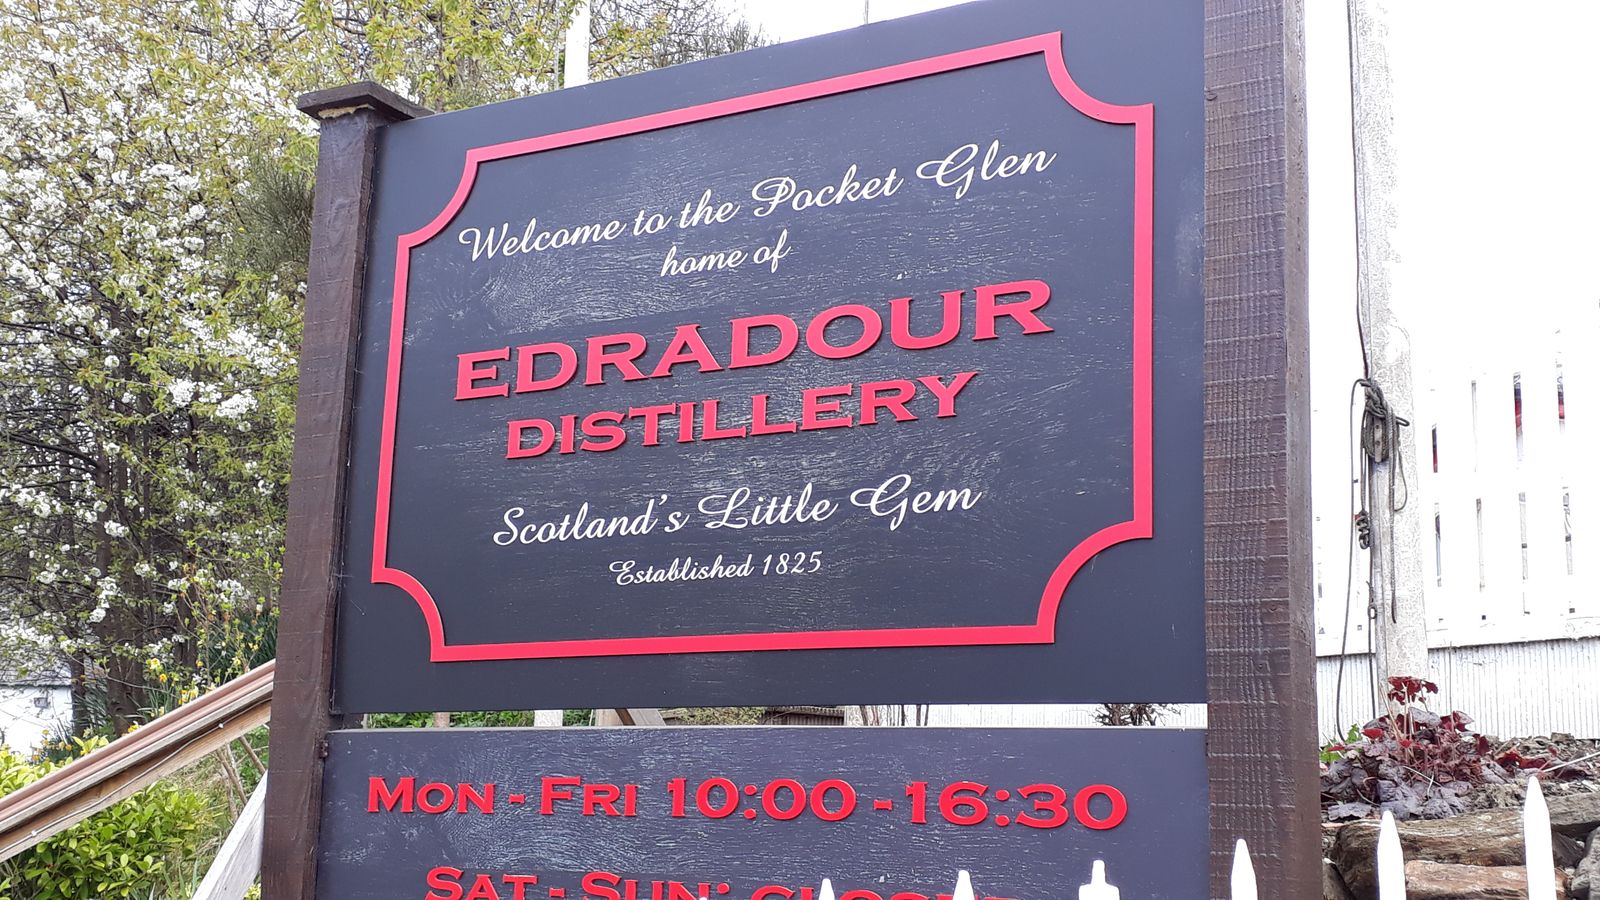 Welcome to the Pocket Glen
home of
EDRADOUR
DISTILLERY
Scotland's Little Gem
Established 1825
MON - FRI 10:00 - 16:30
SAT - SUN: CLOSED